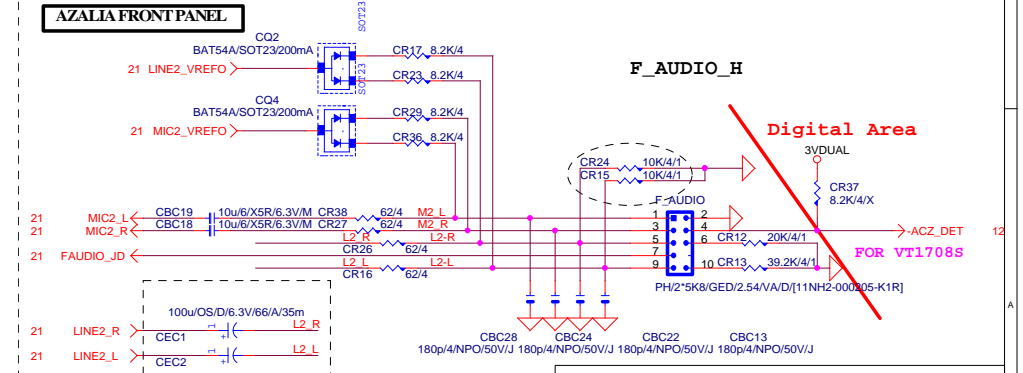 AZALIA FRONT PANEL
SOT23
CQ2
BAT54A/SOT23/200mA
CR17 8.2K/4
21 LINE2_VREFO
SOT23
CR23 8.2K/4
F_AUDIO_H
CQ4
BAT54A/SOT23/200mA
CR29 8.2K/4
21 MIC2_VREFO
CR36 8.2K/4
Digital Area
3VDUAL
CR24 10K/4/1
CR15 10K/4/1
CR37
8.2K/4/X
F_AUDIO
21 MIC2_L CBC19 10u/6/X5R/6.3V/M CR38 62/4 M2_L 1 2
21 MIC2_R CBC18 10u/6/X5R/6.3V/M CR27 62/4 M2_R 3 4
-ACZ_DET 12
L2_R L2-R 5 6 CR12 20K/4/1
CR26 62/4
FOR VT1708S
21 FAUDIO_JD 7
L2_L L2-L 9 10 CR13 39.2K/4/1
CR16 62/4
PH/2*5K8/GED/2.54/VA/D/[11NH2-000205-K1R]
A
100u/OS/D/6.3V/66/A/35m
21 LINE2_R 1 L2_R
CEC1
21 LINE2_L 1 L2_L
CEC2
CBC28 CBC24 CBC22 CBC13
180p/4/NPO/50V/J 180p/4/NPO/50V/J 180p/4/NPO/50V/J 180p/4/NPO/50V/J